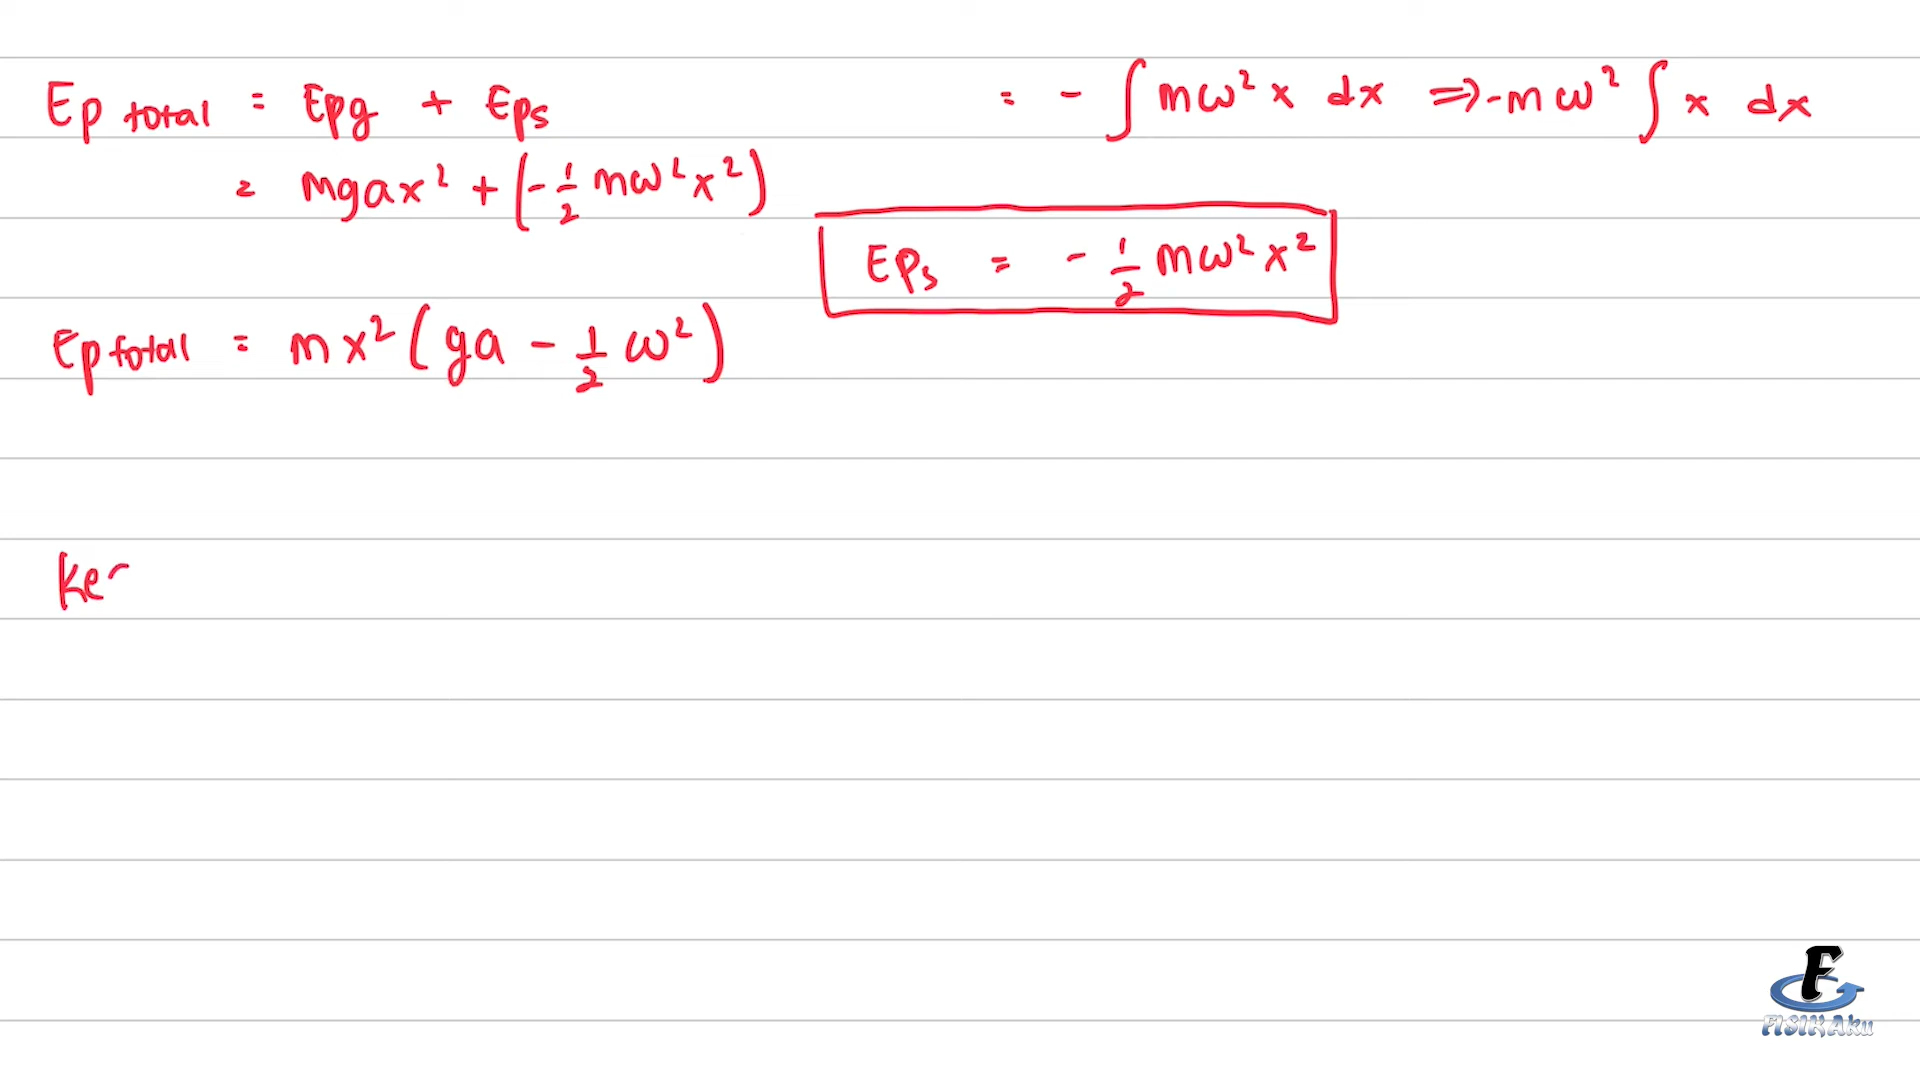 Ep total = Epg + Eps
= mgax² + (-½ mω²x²)
Ep total = mx² (ga - ½ ω²)
= - ∫ mω² x dx ⇒ -mω² ∫ x dx
Eps = - ½ mω²x²
Ker
F
FISIKAku